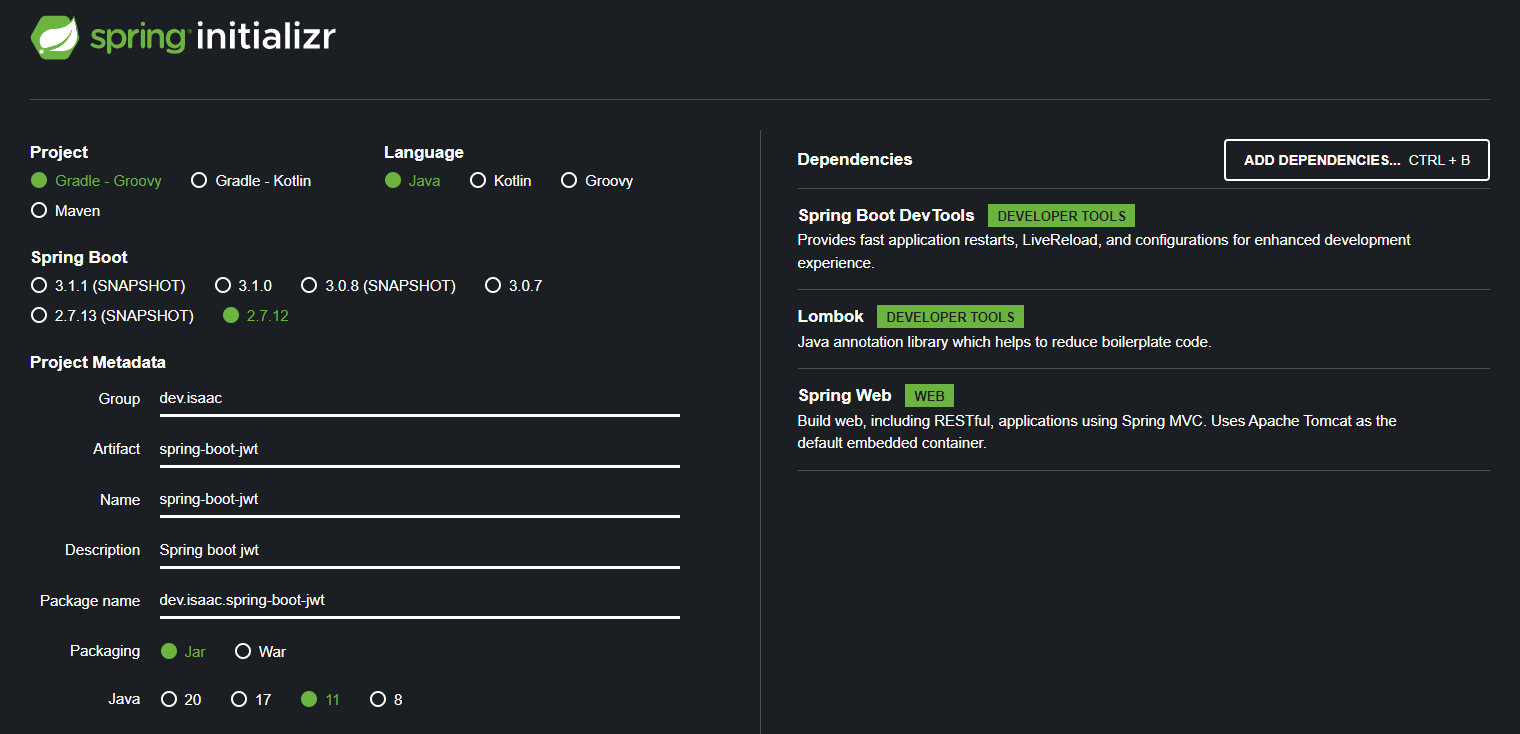 spring initializr
Project
Gradle - Groovy Gradle - Kotlin
Maven
Language
Java Kotlin Groovy
Spring Boot
3.1.1 (SNAPSHOT) 3.1.0 3.0.8 (SNAPSHOT) 3.0.7
2.7.13 (SNAPSHOT) 2.7.12
Project Metadata
Group dev.isaac
Artifact spring-boot-jwt
Name spring-boot-jwt
Description Spring boot jwt
Package name dev.isaac.spring-boot-jwt
Packaging Jar War
Java 20 17 11 8
Dependencies ADD DEPENDENCIES... CTRL + B
Spring Boot DevTools DEVELOPER TOOLS
Provides fast application restarts, LiveReload, and configurations for enhanced development
experience.
Lombok DEVELOPER TOOLS
Java annotation library which helps to reduce boilerplate code.
Spring Web WEB
Build web, including RESTful, applications using Spring MVC. Uses Apache Tomcat as the
default embedded container.